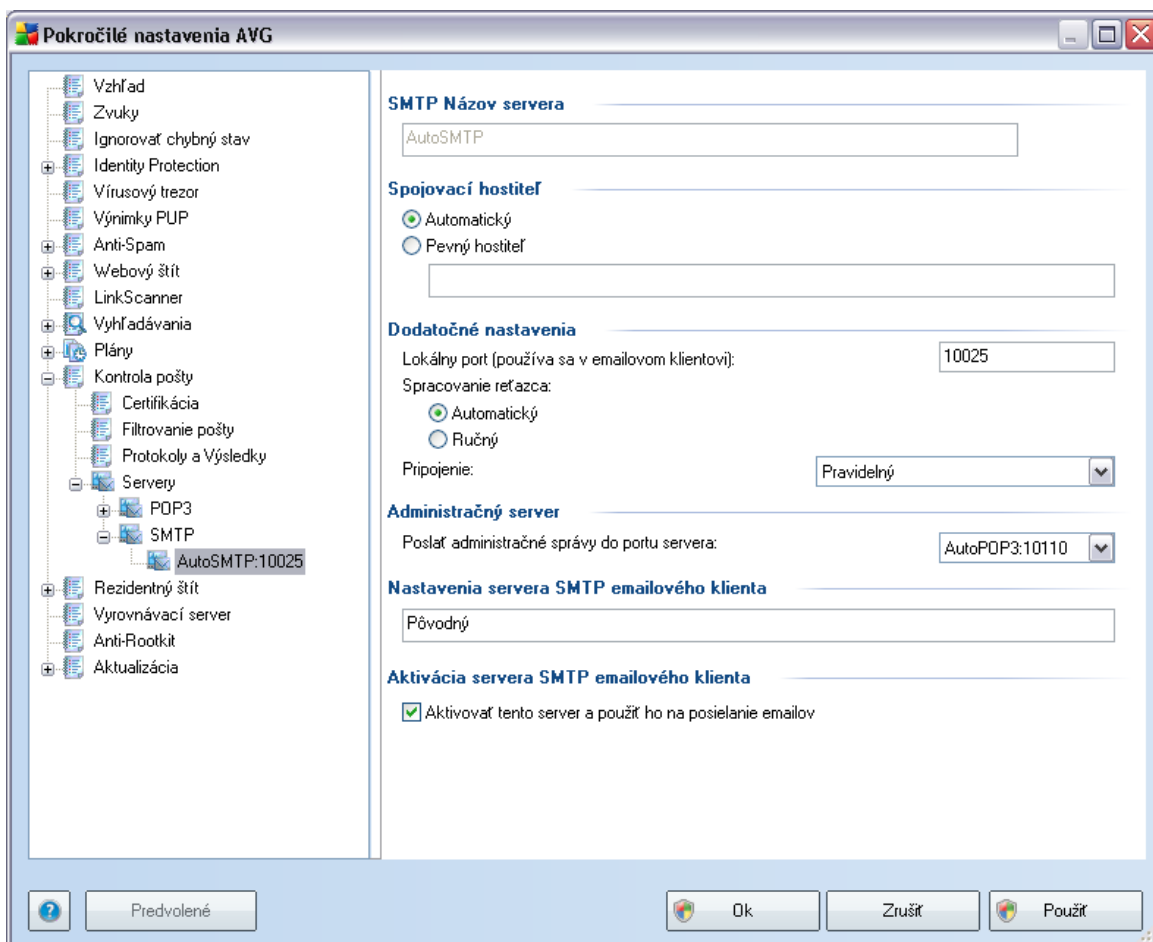 Pokročilé nastavenia AVG
Vzhľad
Zvuky
Ignorovať chybný stav
Identity Protection
Vírusový trezor
Výnimky PUP
Anti-Spam
Webový štít
LinkScanner
Vyhľadávania
Plány
Kontrola pošty
Certifikácia
Filtrovanie pošty
Protokoly a Výsledky
Servery
POP3
SMTP
AutoSMTP:10025
Rezidentný štít
Vyrovnávací server
Anti-Rootkit
Aktualizácia
SMTP Názov servera
AutoSMTP
Spojovací hostiteľ
Automatický
Pevný hostiteľ
Dodatočné nastavenia
Lokálny port (používa sa v emailovom klientovi): 10025
Spracovanie reťazca:
Automatický
Ručný
Pripojenie: Pravidelný
Administračný server
Poslať administračné správy do portu servera: AutoPOP3:10110
Nastavenia servera SMTP emailového klienta
Pôvodný
Aktivácia servera SMTP emailového klienta
Aktivovať tento server a použiť ho na posielanie emailov
Predvolené Ok Zrušiť Použiť